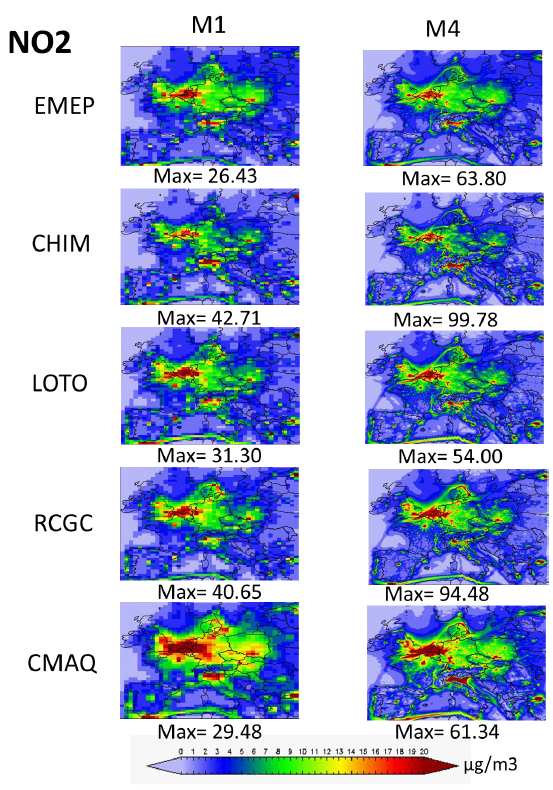 M1 M4
NO2
EMEP
Max= 26.43 Max= 63.80
CHIM
Max= 42.71 Max= 99.78
LOTO
Max= 31.30 Max= 54.00
RCGC
Max= 40.65 Max= 94.48
CMAQ
Max= 29.48 Max= 61.34
0 1 2 3 4 5 6 7 8 9 10 11 12 13 14 15 16 17 18 19 20
µg/m3